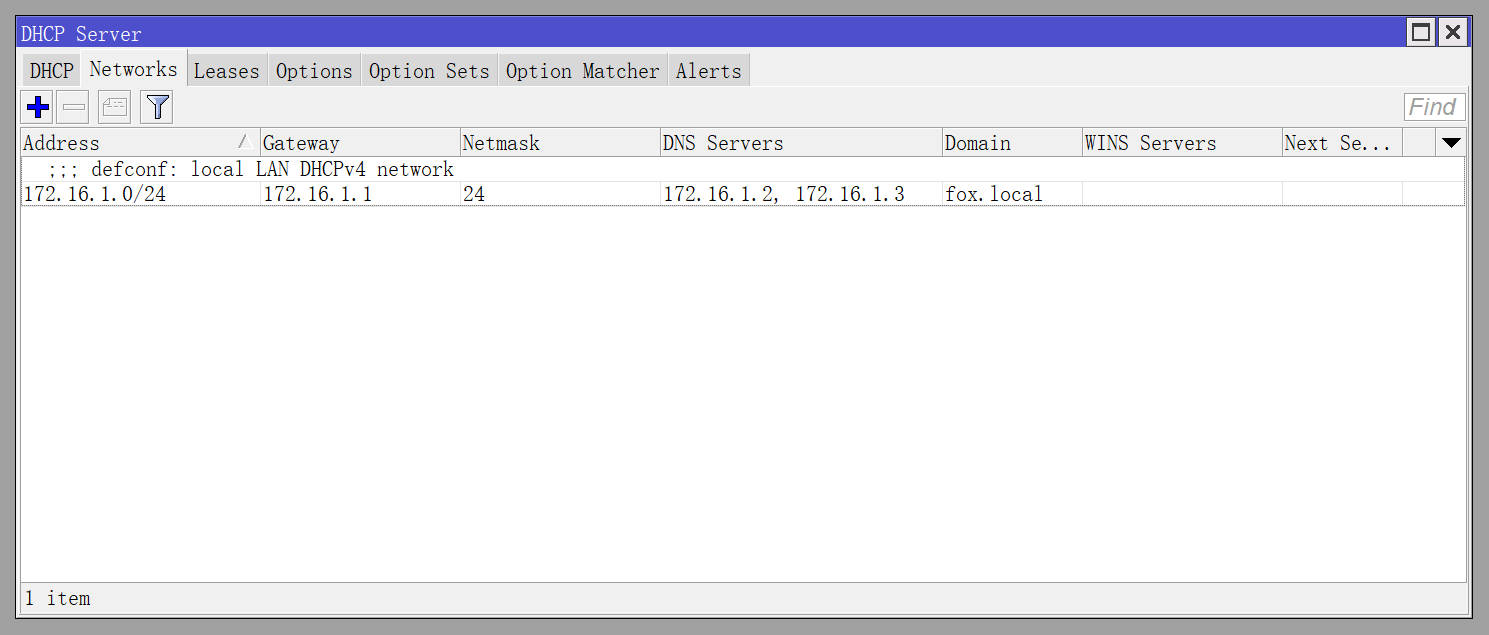 DHCP Server
DHCP Networks Leases Options Option Sets Option Matcher Alerts
Find
Address Gateway Netmask DNS Servers Domain WINS Servers Next Se...
;;; defconf: local LAN DHCPv4 network
172.16.1.0/24 172.16.1.1 24 172.16.1.2, 172.16.1.3 fox.local
1 item